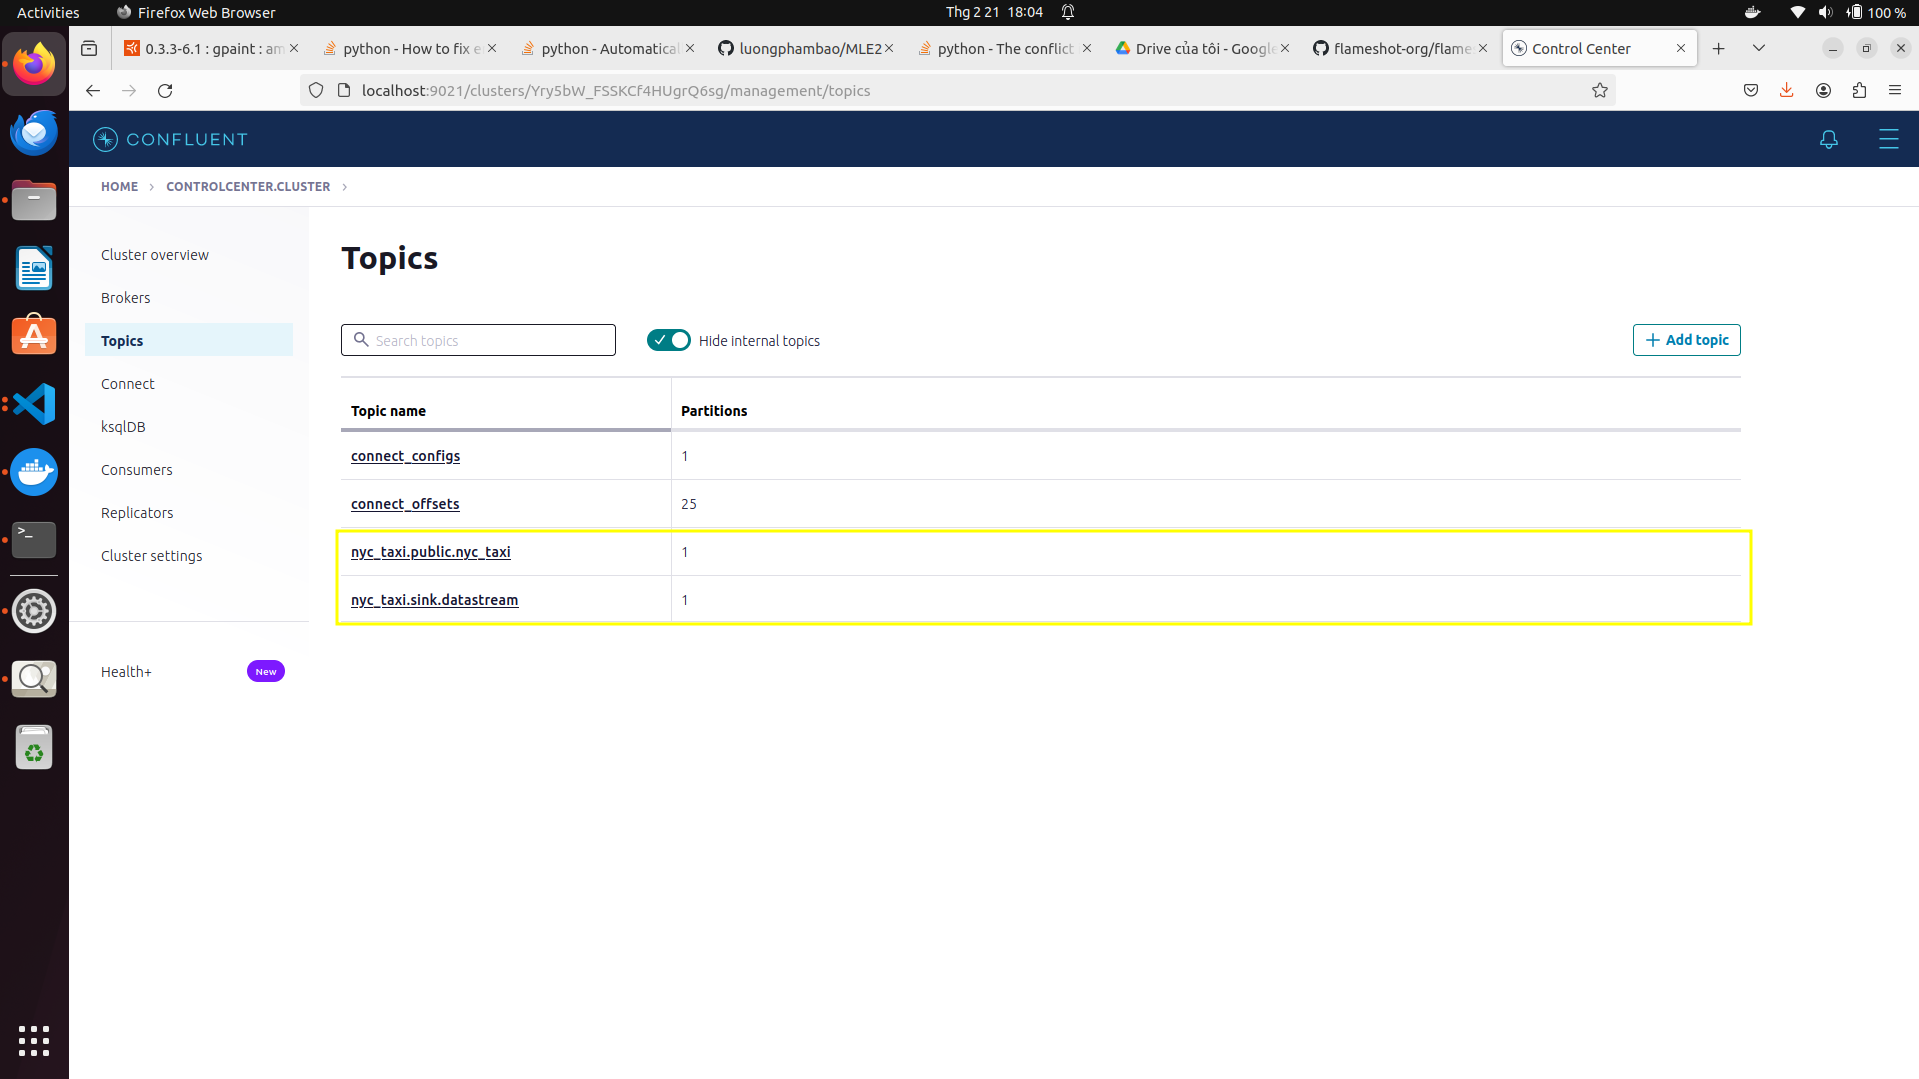 Activities
Firefox Web Browser
Thg 2 21 18:04
100 %
0.3.3-6.1 : gpaint : am
python - How to fix e
python - Automatical
luongphambao/MLE2
python - The conflict
Drive của tôi - Google
flameshot-org/flame
Control Center
localhost:9021/clusters/Yry5bW_FSSKCf4HUgrQ6sg/management/topics
CONFLUENT
HOME
CONTROLCENTER.CLUSTER
Cluster overview
Brokers
Topics
Connect
ksqlDB
Consumers
Replicators
Cluster settings
Health+
New
Topics
Search topics
Hide internal topics
Add topic
Topic name
Partitions
connect_configs
1
connect_offsets
25
nyc_taxi.public.nyc_taxi
1
nyc_taxi.sink.datastream
1